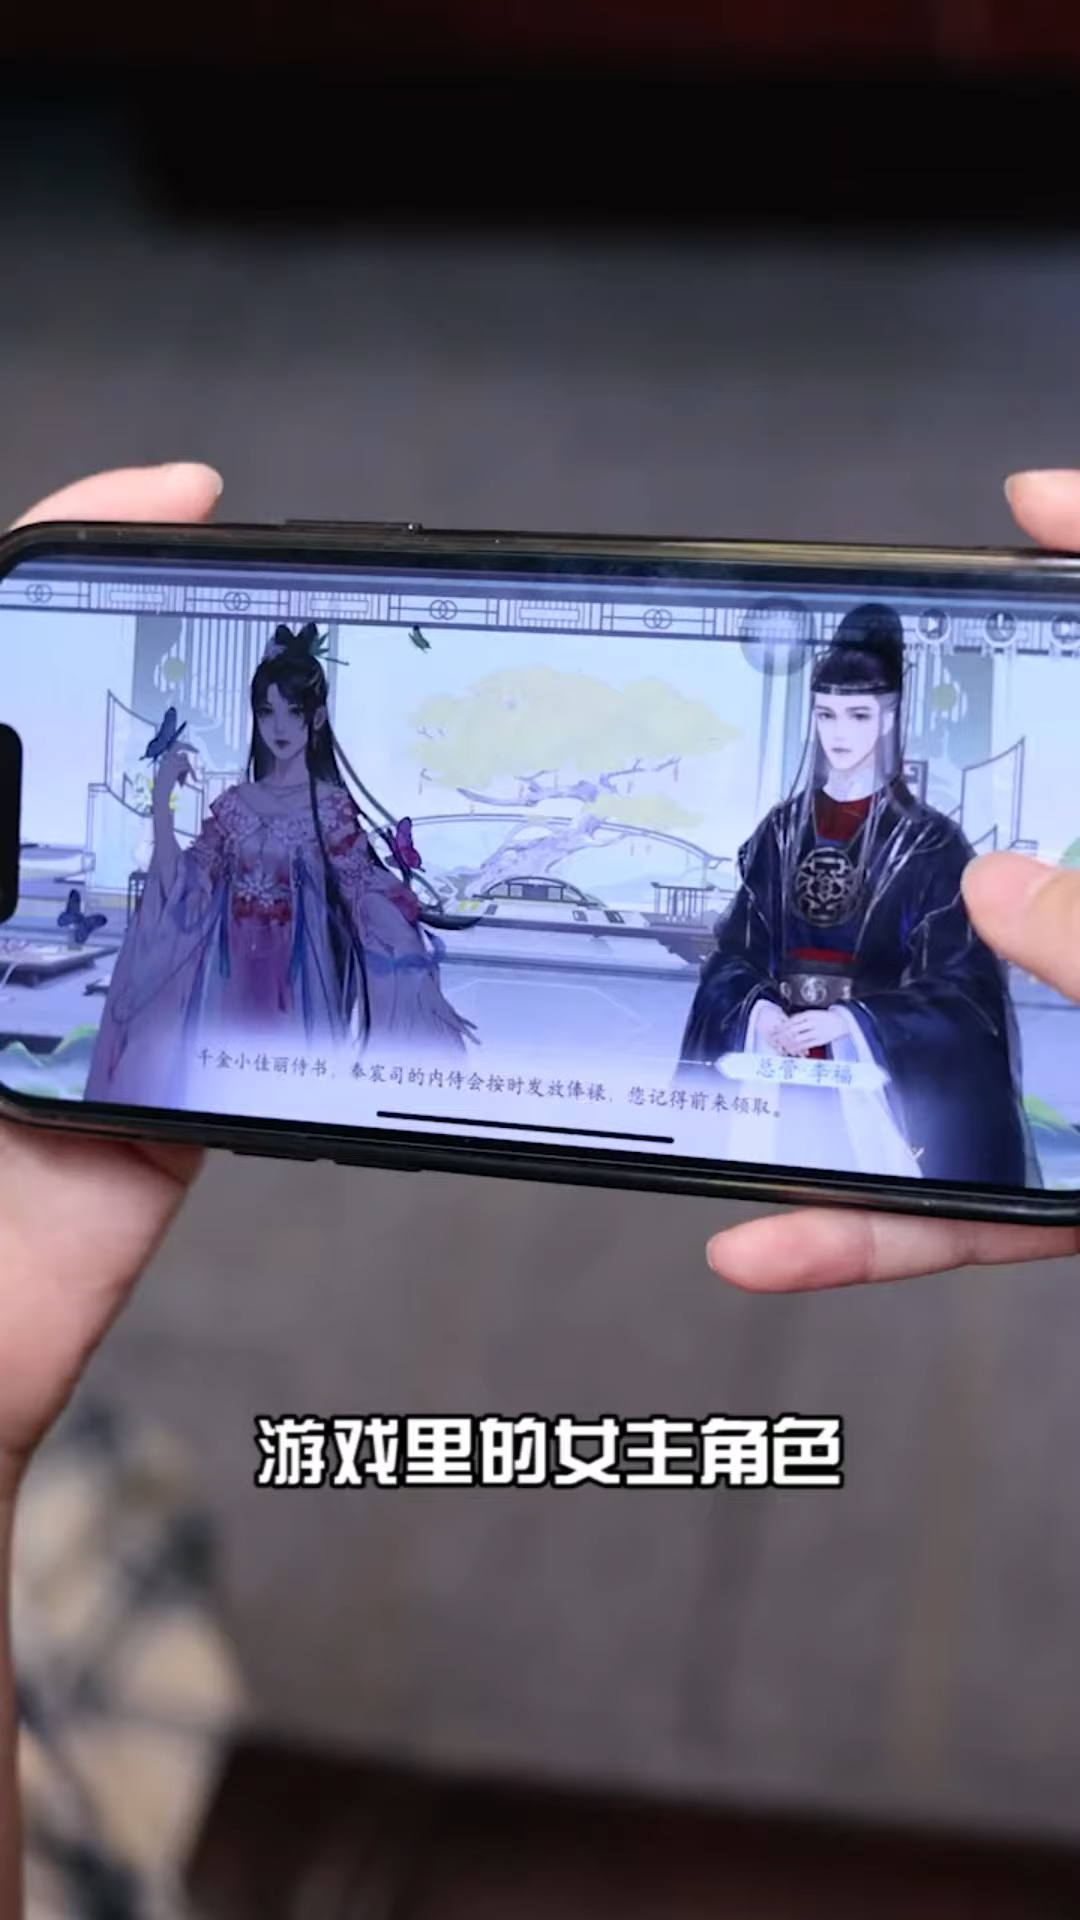 总管·李福
千金小佳丽侍书，奉宸司的内侍会按时发放俸禄，您记得前来领取。
游戏里的女主角色